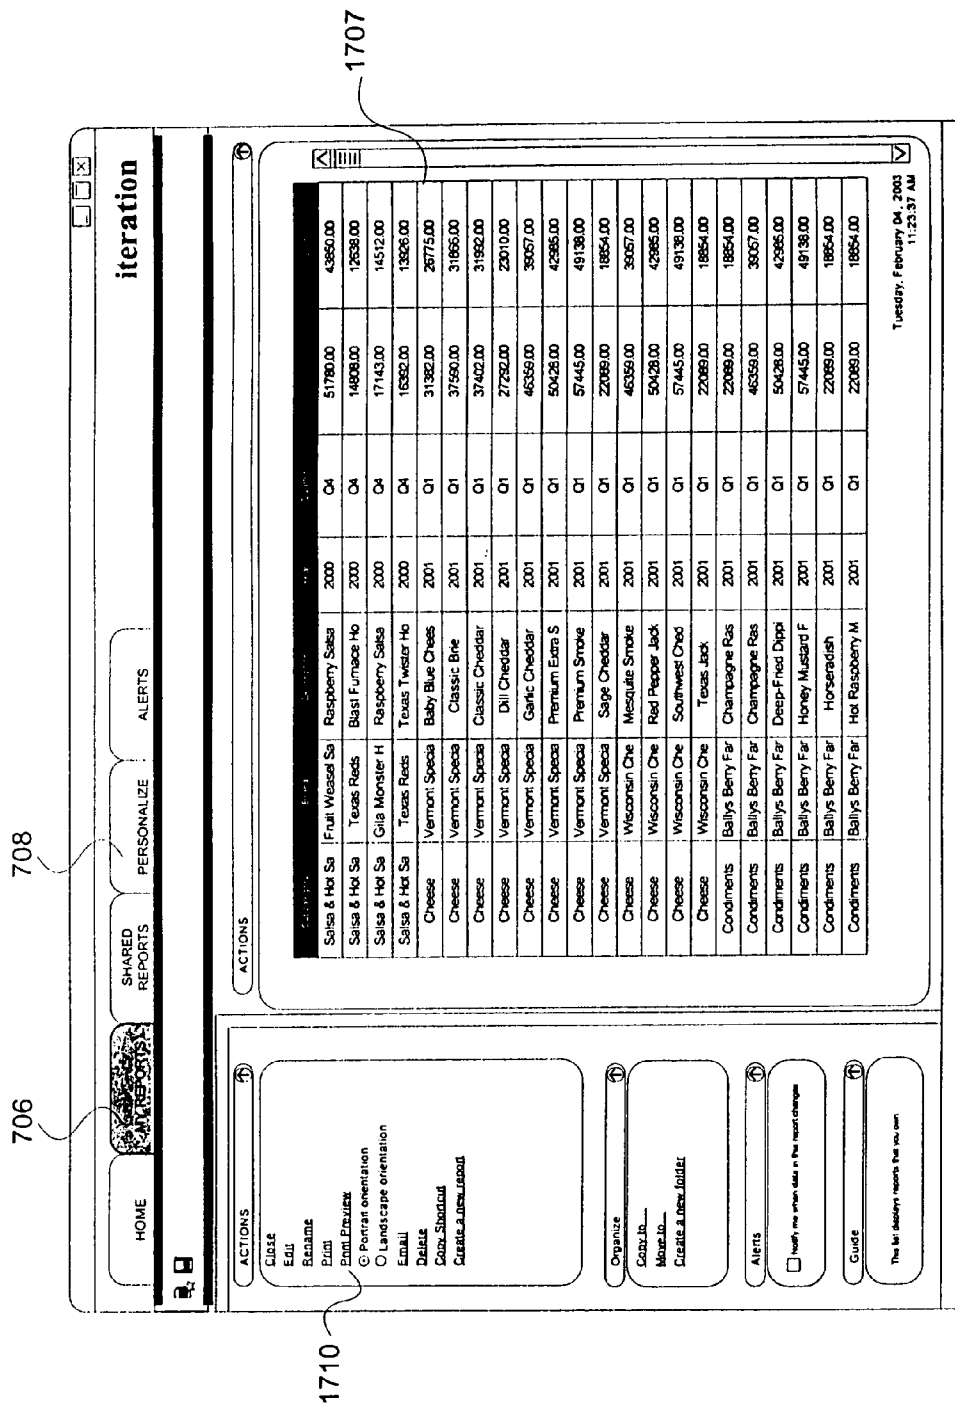 706
708
1707
1710
iteration
HOME
MY REPORTS
SHARED
REPORTS
PERSONALIZE
ALERTS
ACTIONS
Close
Edit
Rename
Print
Print Preview
Portrait orientation
Landscape orientation
Email
Delete
Copy Shortcut
Create a new report
Organize
Copy to
Move to
Create a new folder
Alerts
Notify me when data in this report changes
Guide
This list displays reports that you own
ACTIONS
Salsa & Hot Sa Fruit Weasel Sa Raspberry Salsa 2000 Q4 51780.00 43850.00
Salsa & Hot Sa Texas Reds Blast Furnace Ho 2000 Q4 14808.00 12638.00
Salsa & Hot Sa Gila Monster H Raspberry Salsa 2000 Q4 17143.00 14512.00
Salsa & Hot Sa Texas Reds Texas Twister Ho 2000 Q4 16392.00 13926.00
Cheese Vermont Specia Baby Blue Chees 2001 Q1 31382.00 26775.00
Cheese Vermont Specia Classic Brie 2001 Q1 37590.00 31866.00
Cheese Vermont Specia Classic Cheddar 2001 Q1 37402.00 31992.00
Cheese Vermont Specia Dill Cheddar 2001 Q1 27292.00 23010.00
Cheese Vermont Specia Garlic Cheddar 2001 Q1 46359.00 39057.00
Cheese Vermont Specia Premium Extra S 2001 Q1 50428.00 42985.00
Cheese Vermont Specia Premium Smoke 2001 Q1 57445.00 49138.00
Cheese Vermont Specia Sage Cheddar 2001 Q1 22089.00 18854.00
Cheese Wisconsin Che Mesquite Smoke 2001 Q1 46359.00 39057.00
Cheese Wisconsin Che Red Pepper Jack 2001 Q1 50428.00 42985.00
Cheese Wisconsin Che Southwest Ched 2001 Q1 57445.00 49138.00
Cheese Wisconsin Che Texas Jack 2001 Q1 22089.00 18854.00
Condiments Ballys Berry Far Champagne Ras 2001 Q1 22089.00 18854.00
Condiments Ballys Berry Far Champagne Ras 2001 Q1 46359.00 39057.00
Condiments Ballys Berry Far Deep-Fried Dippi 2001 Q1 50428.00 42985.00
Condiments Ballys Berry Far Honey Mustard F 2001 Q1 57445.00 49138.00
Condiments Ballys Berry Far Horseradish 2001 Q1 22089.00 18854.00
Condiments Ballys Berry Far Hot Raspberry M 2001 Q1 22089.00 18854.00
Tuesday, February 04, 2003
11:23:37 AM